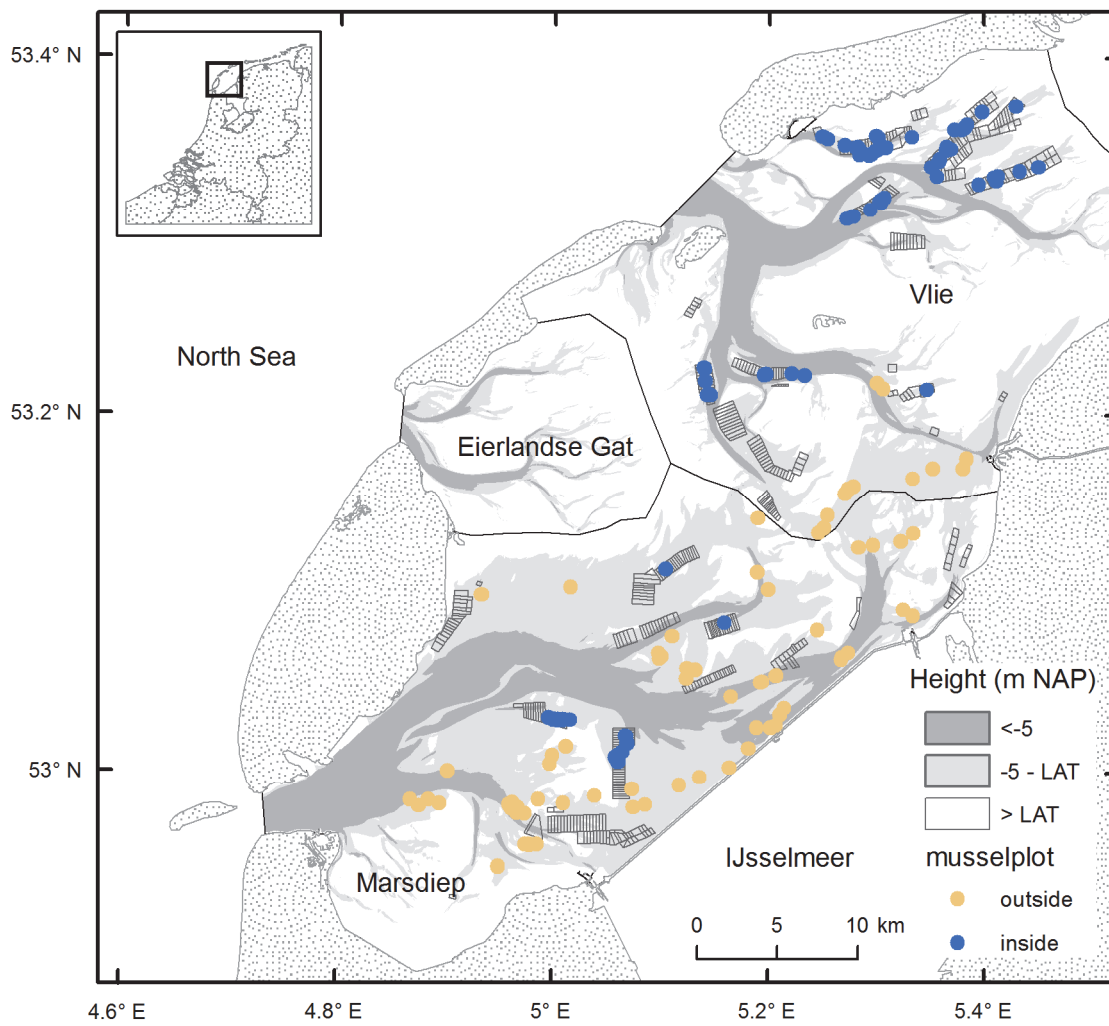 53.4° N
Vlie
North Sea
53.2° N
Eierlandse Gat
Height (m NAP)
<-5
-5 - LAT
> LAT
53° N
IJsselmeer
musselplot
Marsdiep
outside
0 5 10 km
inside
4.6° E 4.8° E 5° E 5.2° E 5.4° E